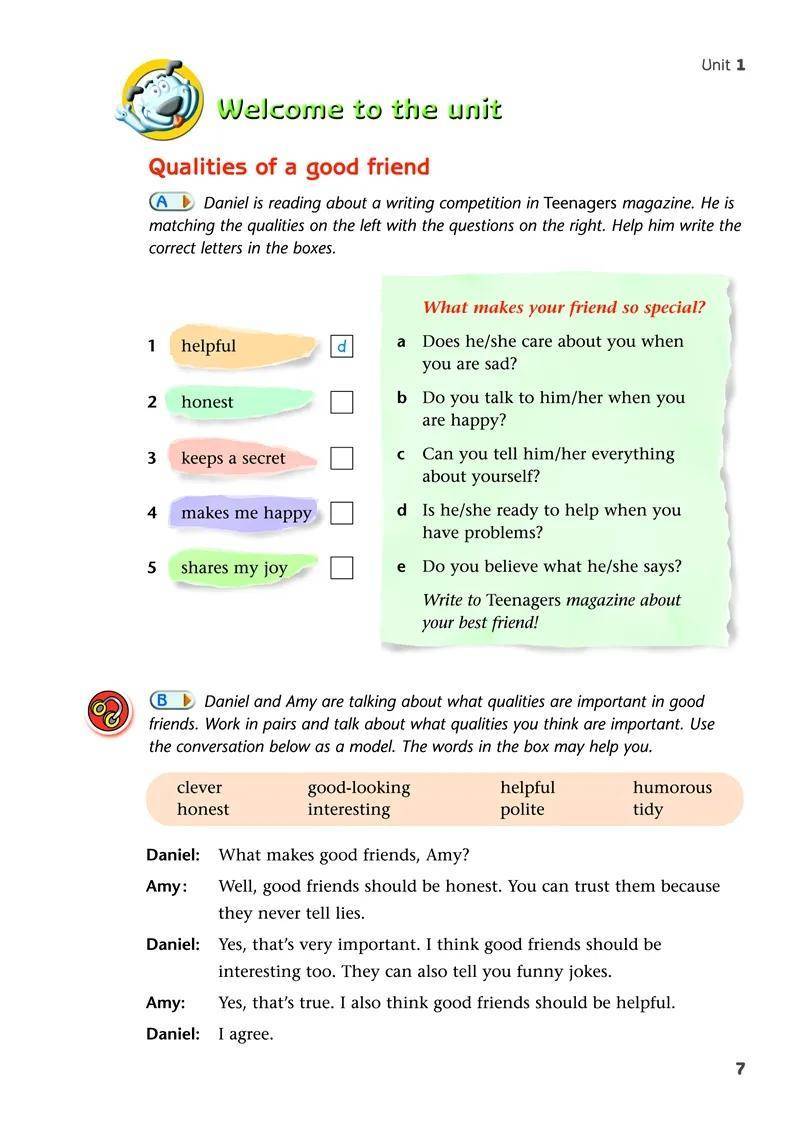 Unit 1
Welcome to the unit
Qualities of a good friend
A Daniel is reading about a writing competition in Teenagers magazine. He is
matching the qualities on the left with the questions on the right. Help him write the
correct letters in the boxes.
1 helpful d
2 honest
3 keeps a secret
4 makes me happy
5 shares my joy
What makes your friend so special?
a Does he/she care about you when
you are sad?
b Do you talk to him/her when you
are happy?
c Can you tell him/her everything
about yourself?
d Is he/she ready to help when you
have problems?
e Do you believe what he/she says?
Write to Teenagers magazine about
your best friend!
B Daniel and Amy are talking about what qualities are important in good
friends. Work in pairs and talk about what qualities you think are important. Use
the conversation below as a model. The words in the box may help you.
clever good-looking helpful humorous
honest interesting polite tidy
Daniel: What makes good friends, Amy?
Amy: Well, good friends should be honest. You can trust them because
they never tell lies.
Daniel: Yes, that's very important. I think good friends should be
interesting too. They can also tell you funny jokes.
Amy: Yes, that's true. I also think good friends should be helpful.
Daniel: I agree.
7